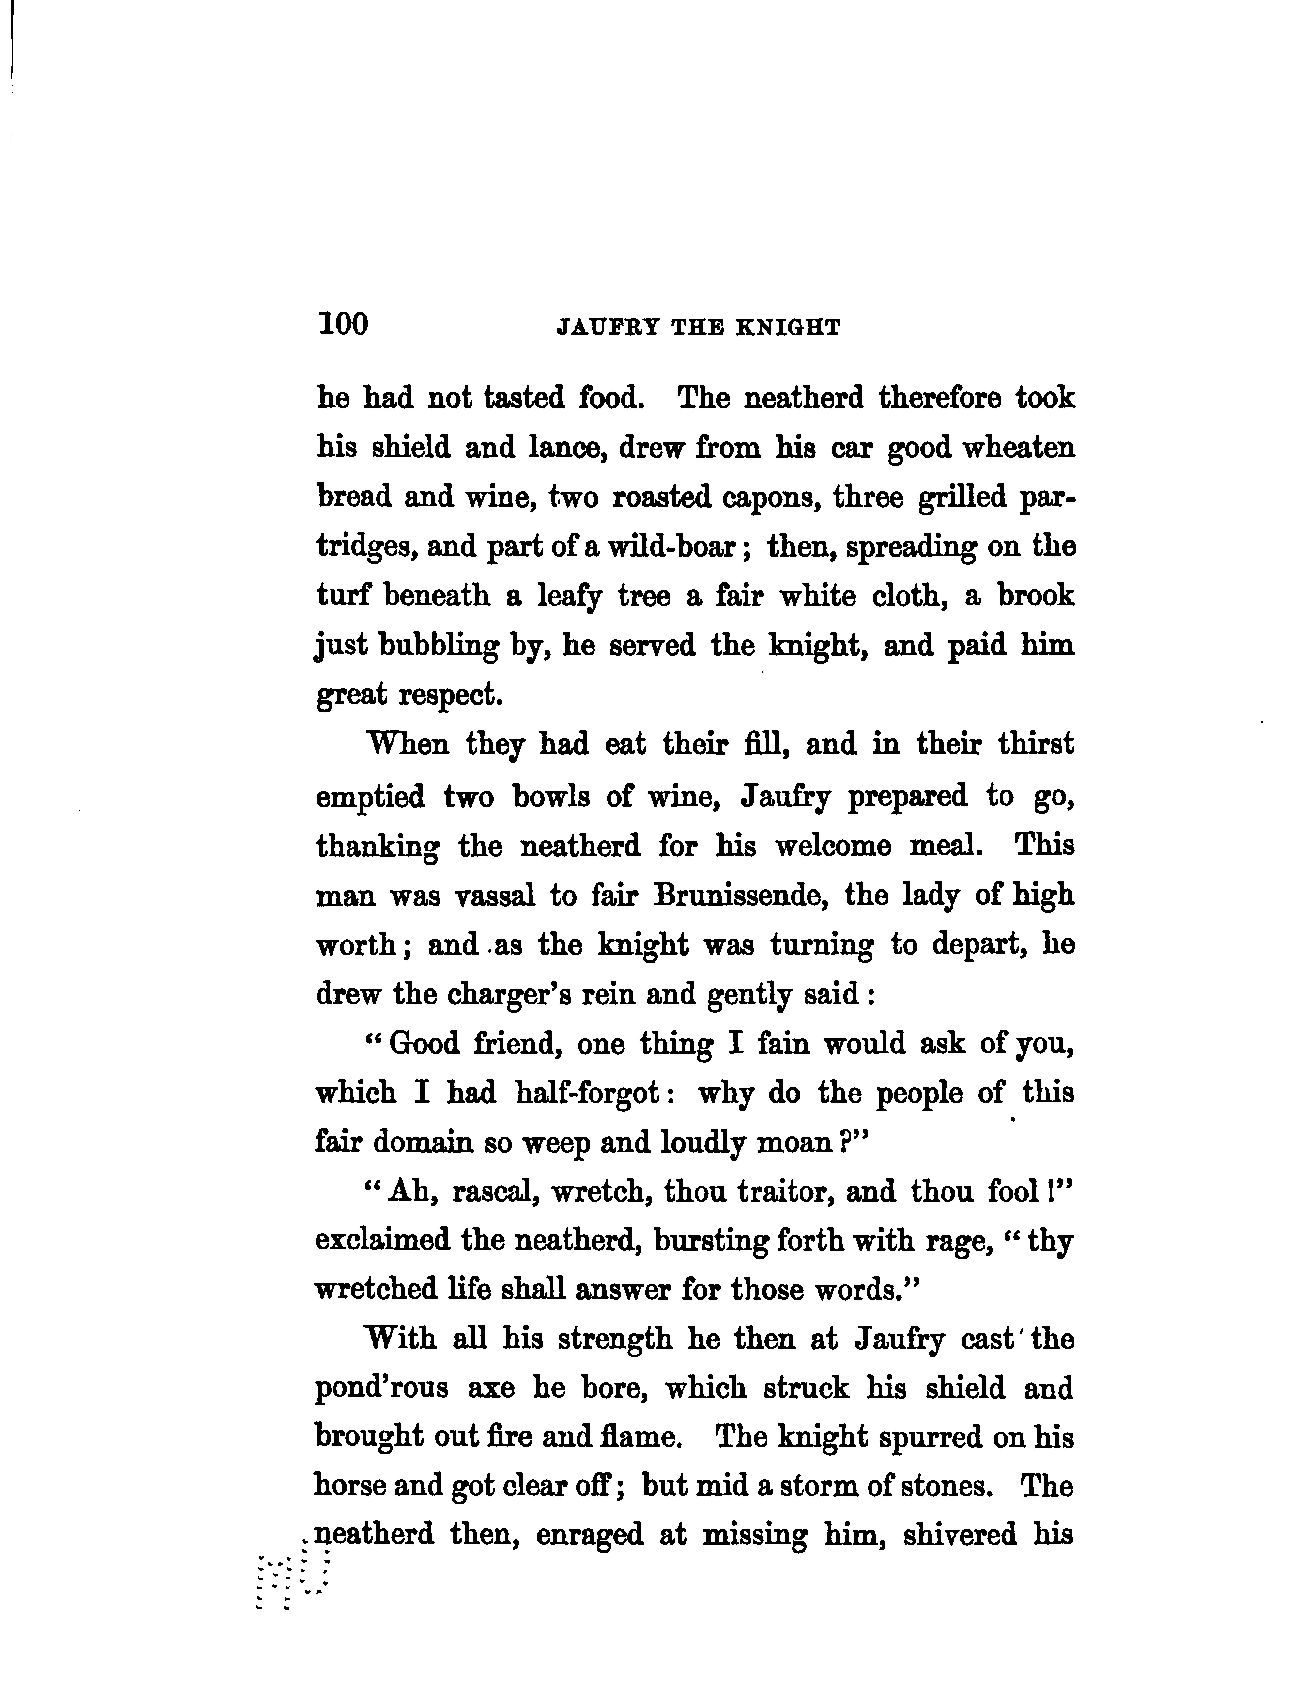 100 JAUFRY THE KNIGHT
he had not tasted food. The neatherd therefore took
his shield and lance, drew from his car good wheaten
bread and wine, two roasted capons, three grilled par-
tridges, and part of a wild-boar; then, spreading on the
turf beneath a leafy tree a fair white cloth, a brook
just bubbling by, he served the knight, and paid him
great respect.
When they had eat their fill, and in their thirst
emptied two bowls of wine, Jaufry prepared to go,
thanking the neatherd for his welcome meal. This
man was vassal to fair Brunissende, the lady of high
worth; and as the knight was turning to depart, he
drew the charger's rein and gently said:
"Good friend, one thing I fain would ask of you,
which I had half-forgot: why do the people of this
fair domain so weep and loudly moan?"
"Ah, rascal, wretch, thou traitor, and thou fool!"
exclaimed the neatherd, bursting forth with rage, "thy
wretched life shall answer for those words."
With all his strength he then at Jaufry cast the
pond'rous axe he bore, which struck his shield and
brought out fire and flame. The knight spurred on his
horse and got clear off; but mid a storm of stones. The
neatherd then, enraged at missing him, shivered his
MU